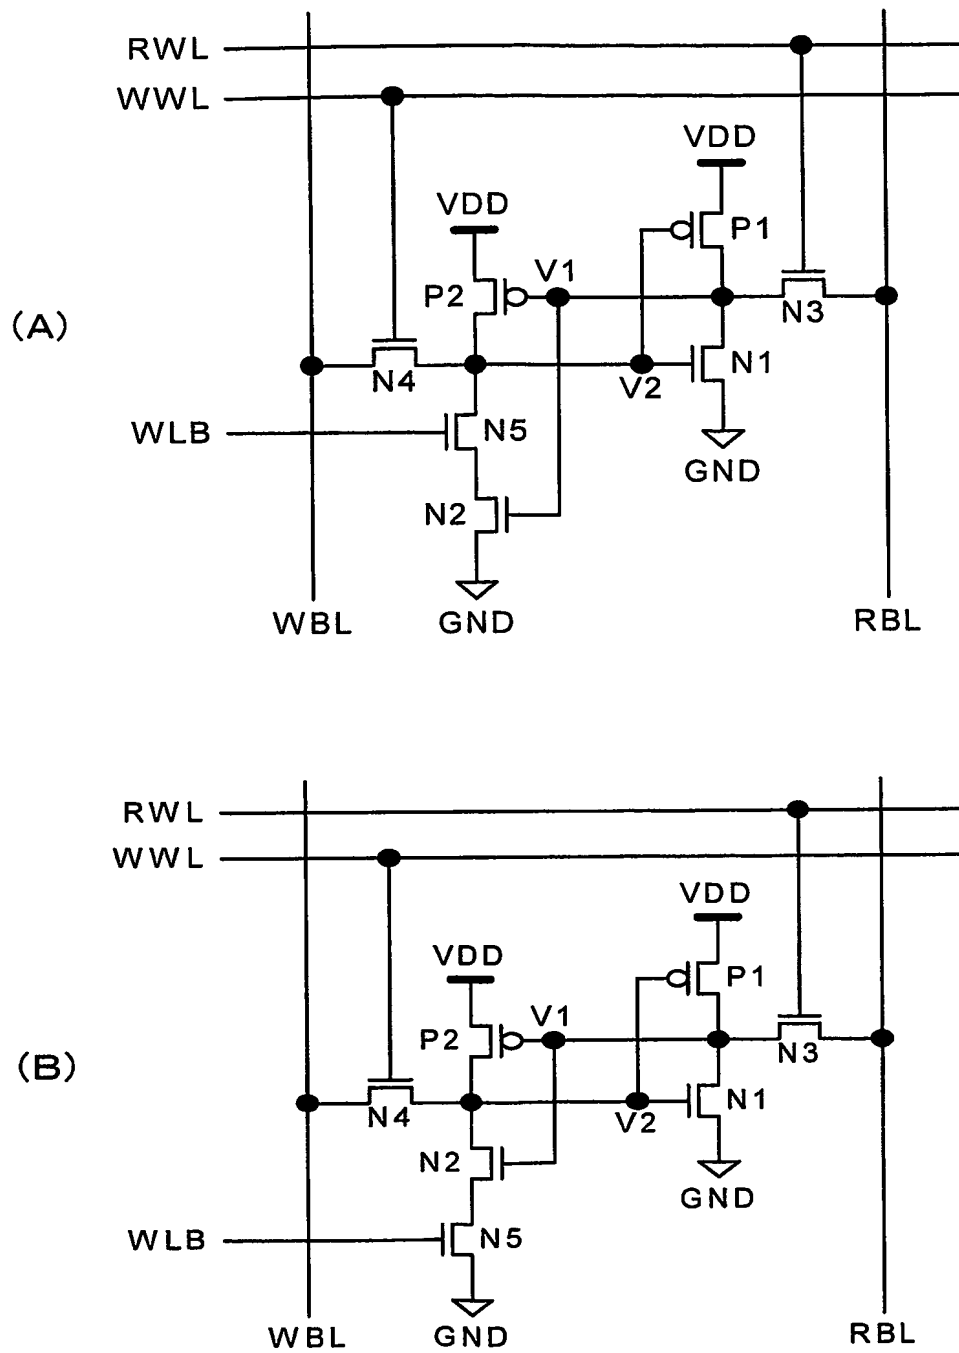 RWL
WWL
VDD
VDD
P1
V1
P2
N3
(A)
N1
N4
V2
WLB
N5
GND
N2
WBL
GND
RBL
RWL
WWL
VDD
VDD
P1
V1
P2
N3
(B)
N1
N4
V2
N2
GND
WLB
N5
WBL
GND
RBL